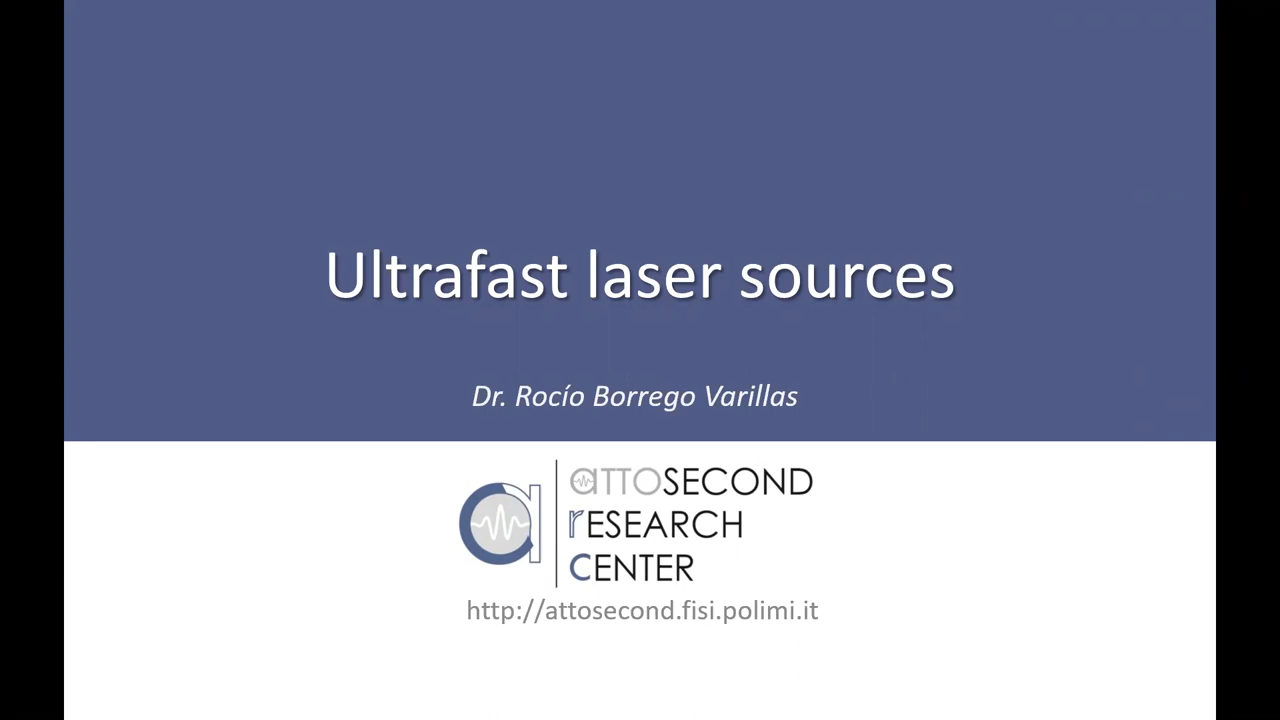 Ultrafast laser sources
Dr. Rocío Borrego Varillas
aTTOSECOND
rESEARCH
CENTER
http://attosecond.fisi.polimi.it